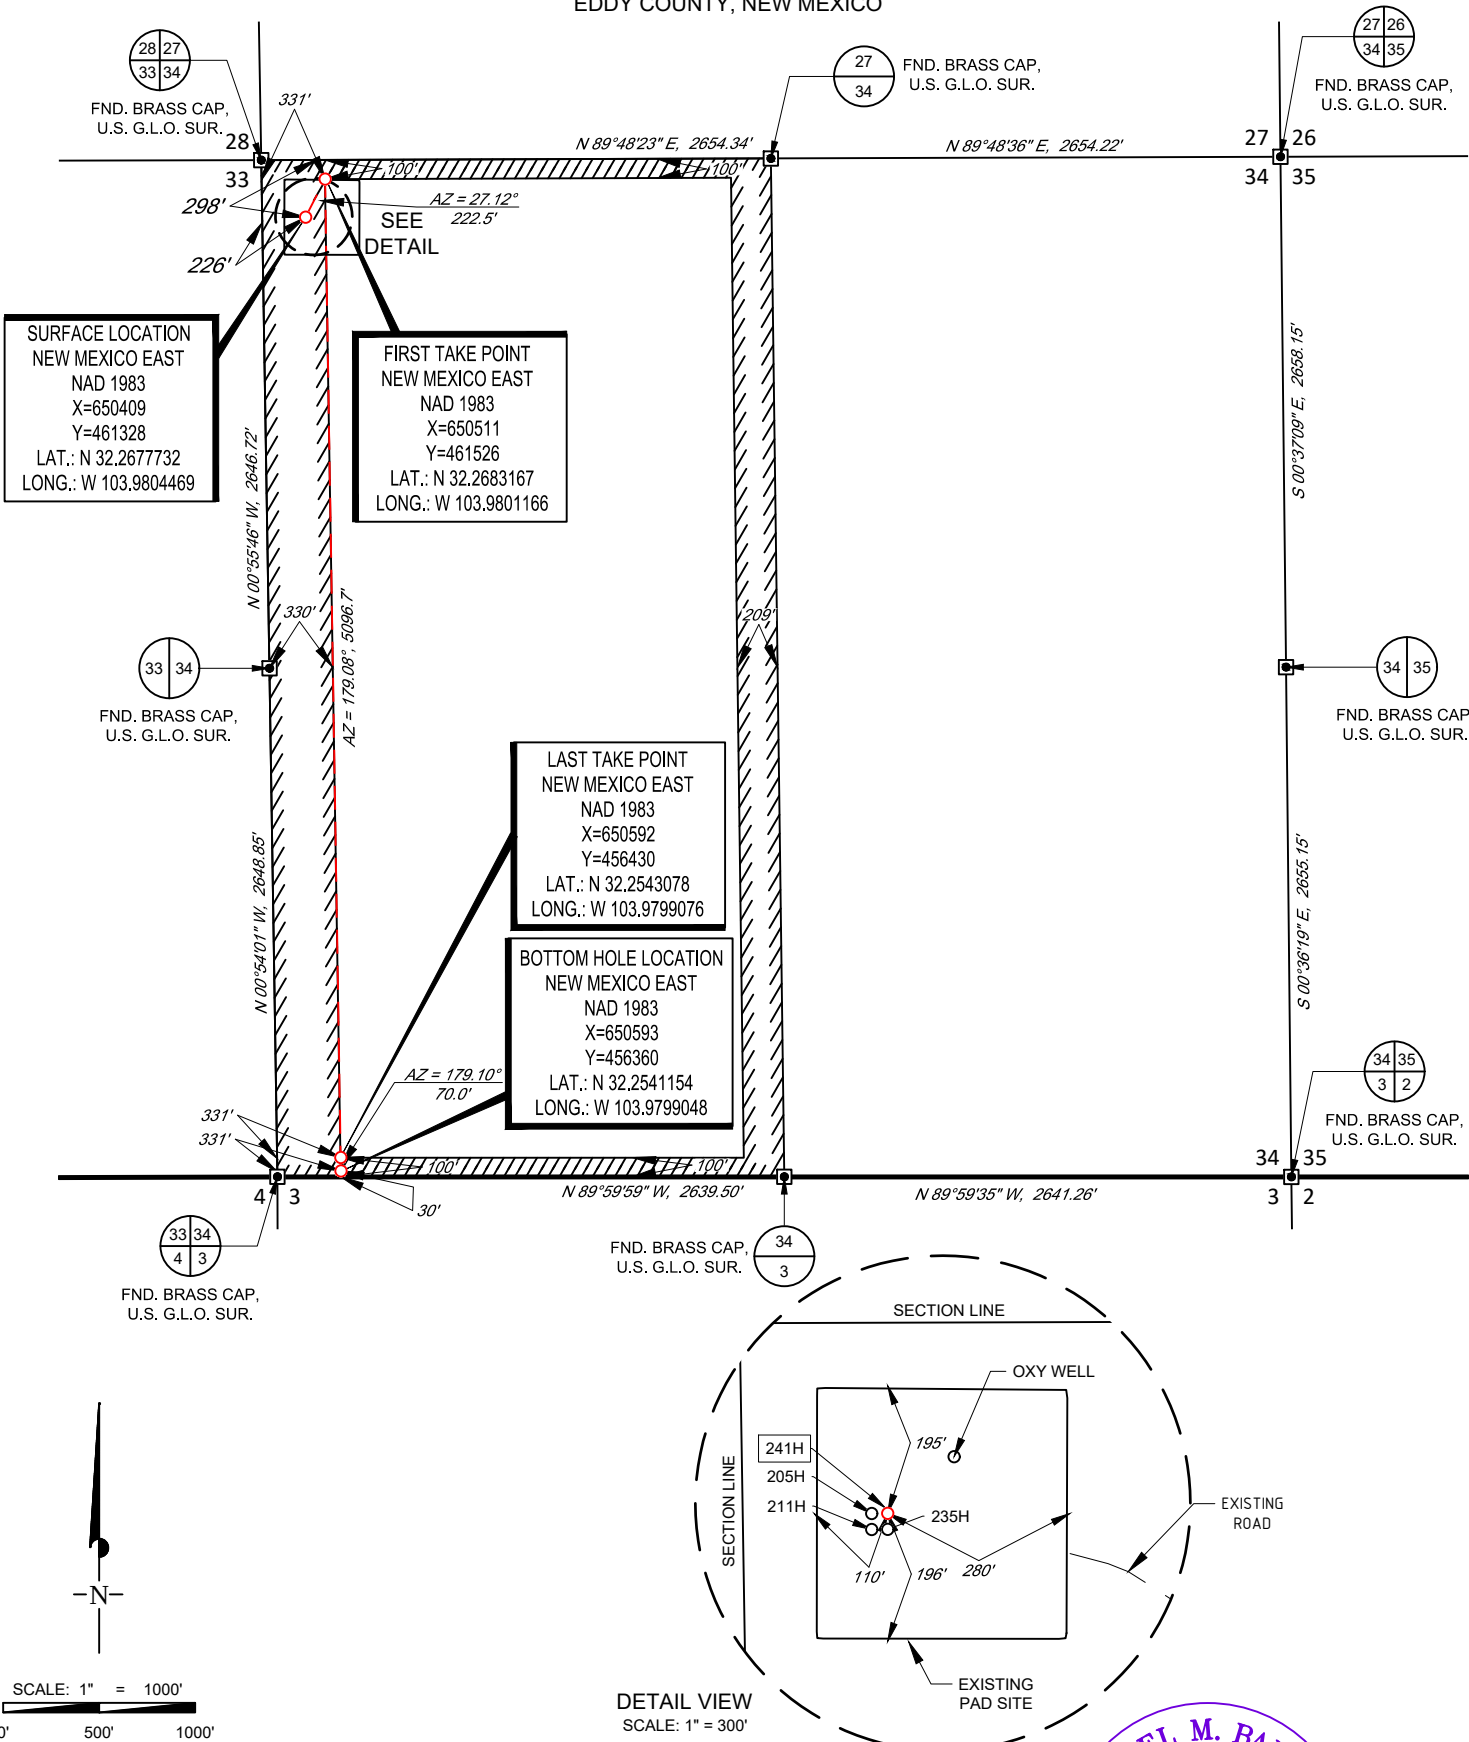 EDDY COUNTY, NEW MEXICO
28 27
33 34
FND. BRASS CAP,
U.S. G.L.O. SUR.
27
34
FND. BRASS CAP,
U.S. G.L.O. SUR.
27 26
34 35
FND. BRASS CAP,
U.S. G.L.O. SUR.
331'
28
33
N 89°48'23" E, 2654.34'
N 89°48'36" E, 2654.22'
27 26
34 35
100'
100'
298'
226'
AZ = 27.12°
222.5'
SEE
DETAIL
SURFACE LOCATION
NEW MEXICO EAST
NAD 1983
X=650409
Y=461328
LAT.: N 32.2677732
LONG.: W 103.9804469
FIRST TAKE POINT
NEW MEXICO EAST
NAD 1983
X=650511
Y=461526
LAT.: N 32.2683167
LONG.: W 103.9801166
N 00°55'46" W, 2646.72'
S 00°37'09" E, 2658.15'
330'
AZ = 179.08°, 5096.7'
209'
33 34
FND. BRASS CAP,
U.S. G.L.O. SUR.
34 35
FND. BRASS CAP
U.S. G.L.O. SUR.
LAST TAKE POINT
NEW MEXICO EAST
NAD 1983
X=650592
Y=456430
LAT.: N 32.2543078
LONG.: W 103.9799076
N 00°54'01" W, 2648.85'
S 00°36'19" E, 2655.15'
BOTTOM HOLE LOCATION
NEW MEXICO EAST
NAD 1983
X=650593
Y=456360
LAT.: N 32.2541154
LONG.: W 103.9799048
AZ = 179.10°
70.0'
34 35
3 2
FND. BRASS CAP,
U.S. G.L.O. SUR.
331'
331'
100'
100'
34 35
3 2
4 3
30'
N 89°59'59" W, 2639.50'
N 89°59'35" W, 2641.26'
33 34
4 3
FND. BRASS CAP,
U.S. G.L.O. SUR.
FND. BRASS CAP,
U.S. G.L.O. SUR.
34
3
SECTION LINE
SECTION LINE
OXY WELL
195'
241H
205H
211H
235H
110'
196'
280'
EXISTING
ROAD
EXISTING
PAD SITE
-N-
SCALE: 1" = 1000'
0' 500' 1000'
DETAIL VIEW
SCALE: 1" = 300'
M.